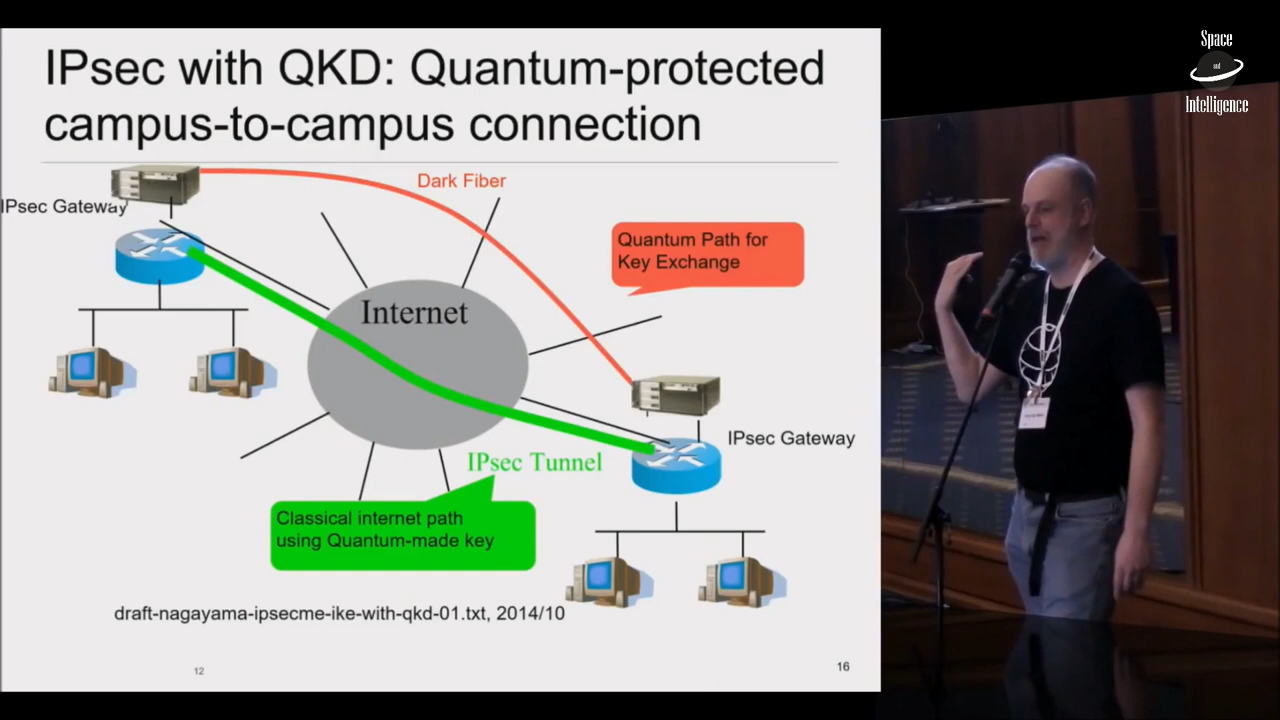 IPsec with QKD: Quantum-protected
campus-to-campus connection
Dark Fiber
IPsec Gateway
Quantum Path for
Key Exchange
Internet
IPsec Gateway
IPsec Tunnel
Classical internet path
using Quantum-made key
draft-nagayama-ipsecme-ike-with-qkd-01.txt, 2014/10
12
16
Space
and
Intelligence